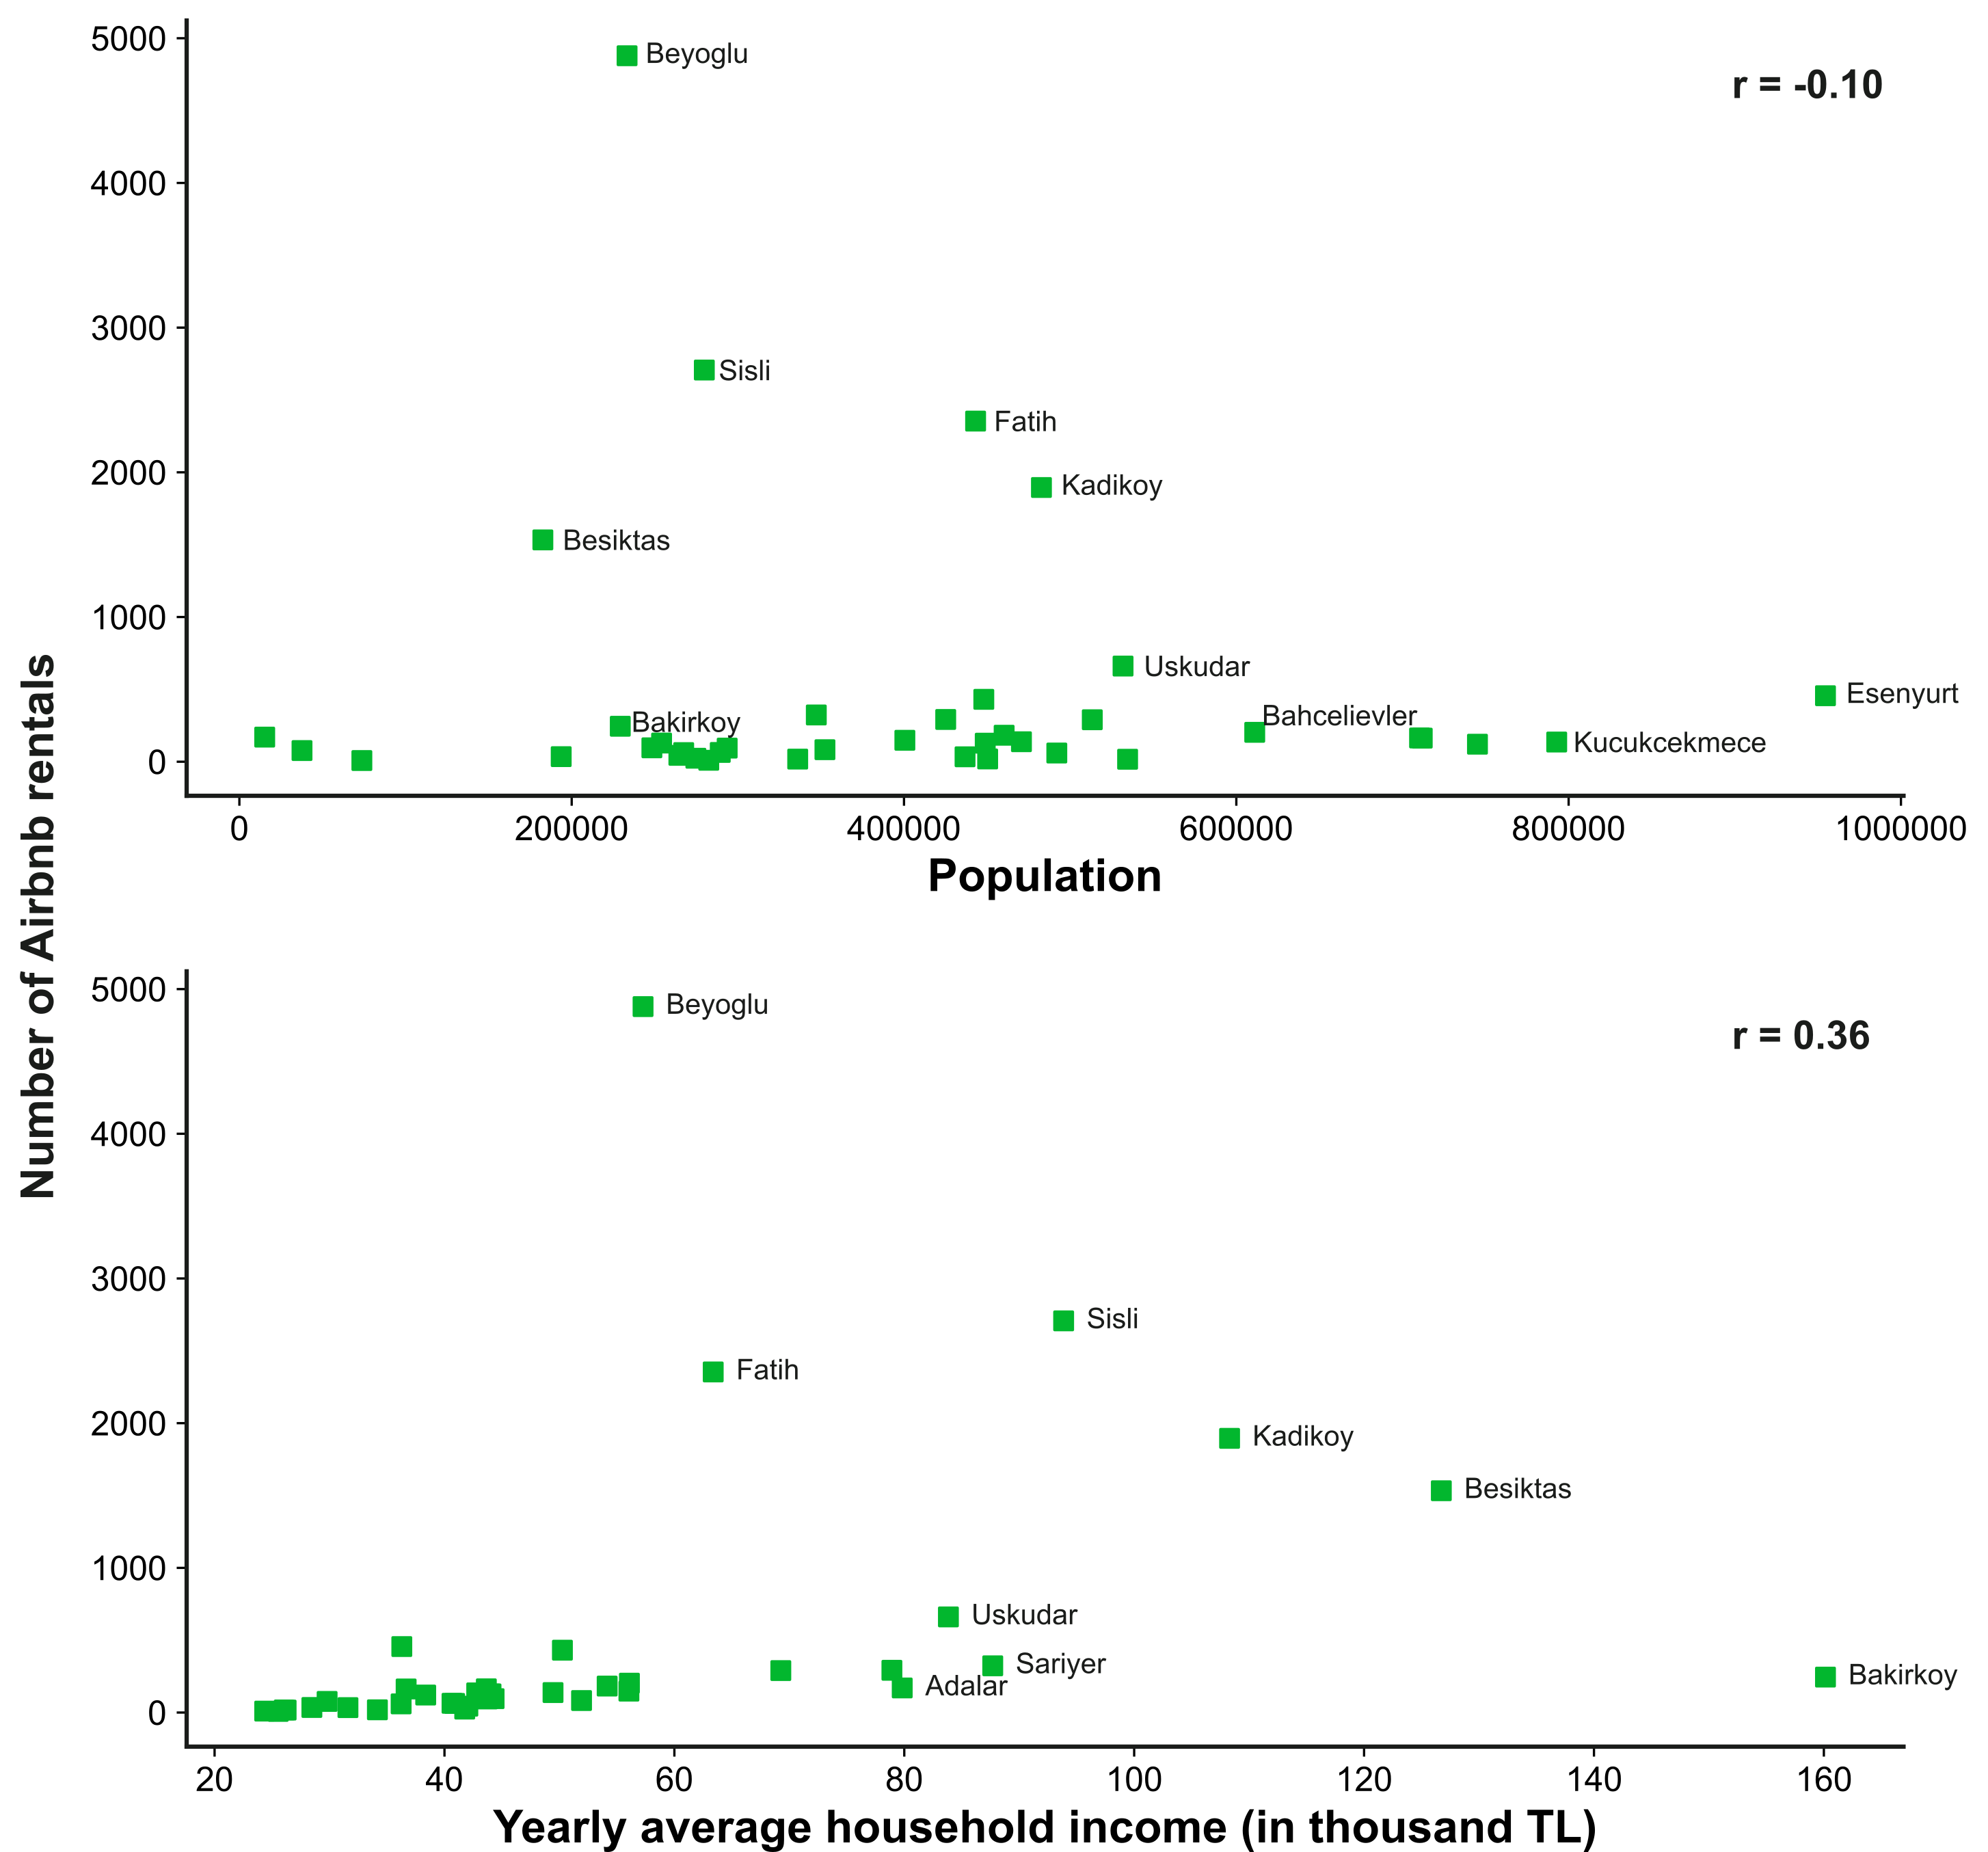 Number of Airbnb rentals
5000
4000
3000
2000
1000
0
r = -0.10
Beyoglu
Sisli
Fatih
Kadikoy
Besiktas
Uskudar
Esenyurt
Bakirkoy
Bahcelievler
Kucukcekmece
0 200000 400000 600000 800000 1000000
Population
5000
4000
3000
2000
1000
0
r = 0.36
Beyoglu
Sisli
Fatih
Kadikoy
Besiktas
Uskudar
Sariyer
Adalar
Bakirkoy
20 40 60 80 100 120 140 160
Yearly average household income (in thousand TL)